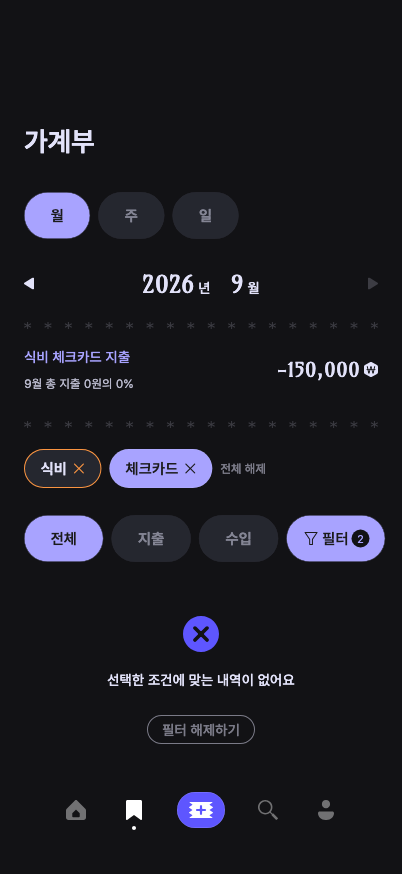 가계부
월 주 일
2026 년 9 월
식비 체크카드 지출
-150,000
9월 총 지출 0원의 0%
식비 체크카드 전체 해제
전체 지출 수입 필터 2
선택한 조건에 맞는 내역이 없어요
필터 해제하기